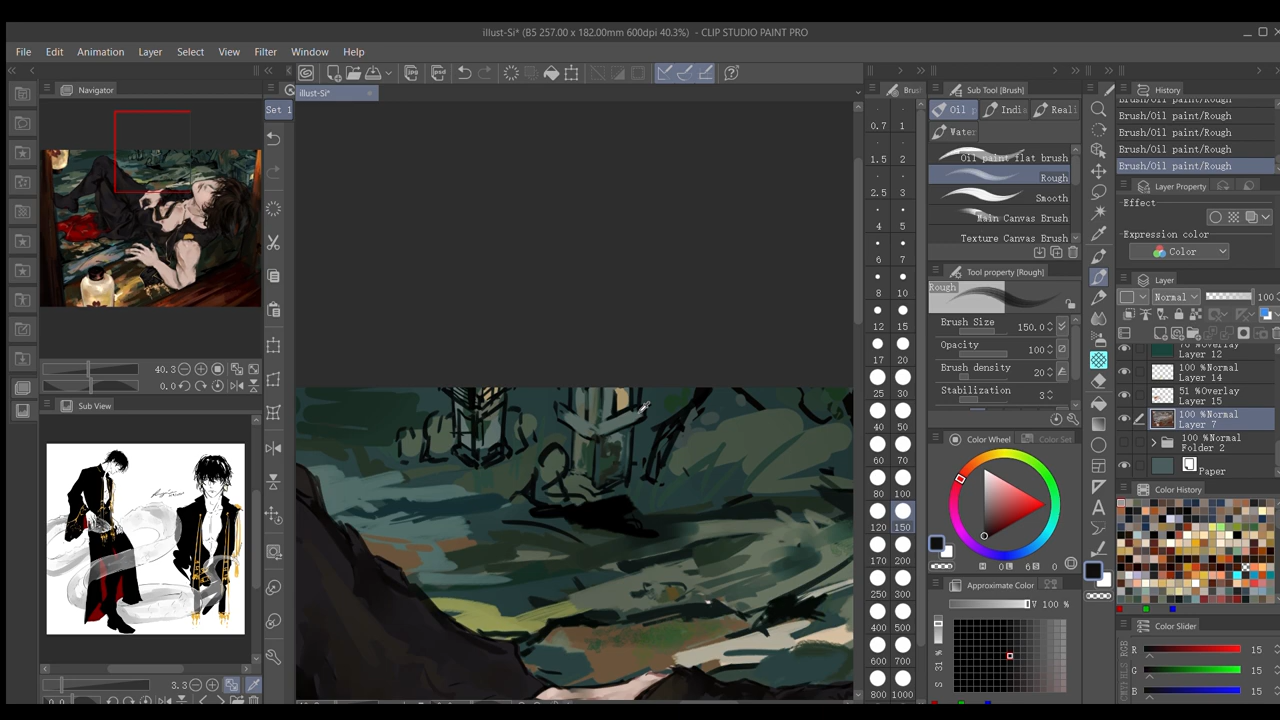 illust-Si* (B5 257.00 x 182.00mm 600dpi 40.3%) - CLIP STUDIO PAINT PRO
File Edit Animation Layer Select View Filter Window Help
Navigator
illust-Si*
Set 1
40.3
0.0
Sub View
3.3
Brus
0.7 1
1.5 2
2.5 3
4 5
6 7
8 10
12 15
17 20
25 30
40 50
60 70
80 100
120 150
170 200
250 300
400 500
600 700
800 1000
Sub Tool [Brush]
Oil p Indi Real
Water
Oil paint flat brush
Rough
Smooth
Main Canvas Brush
Texture Canvas Brush
Tool property [Rough]
Rough
Brush Size 150.0
Opacity 100
Brush density 20
Stabilization 3
Color Wheel Color Set
H 0 L 6 S 0
Approximate Color
V 100 %
S 31 %
History
Brush/Oil paint/Rough
Brush/Oil paint/Rough
Brush/Oil paint/Rough
Brush/Oil paint/Rough
Brush/Oil paint/Rough
Layer Property
Effect
Expression color
Color
Layer
Normal 100
Layer 12
100 %Normal
Layer 14
51 %Overlay
Layer 15
100 %Normal
Layer 7
100 %Normal
Folder 2
Paper
Color History
Color Slider
R 15
G 15
B 15